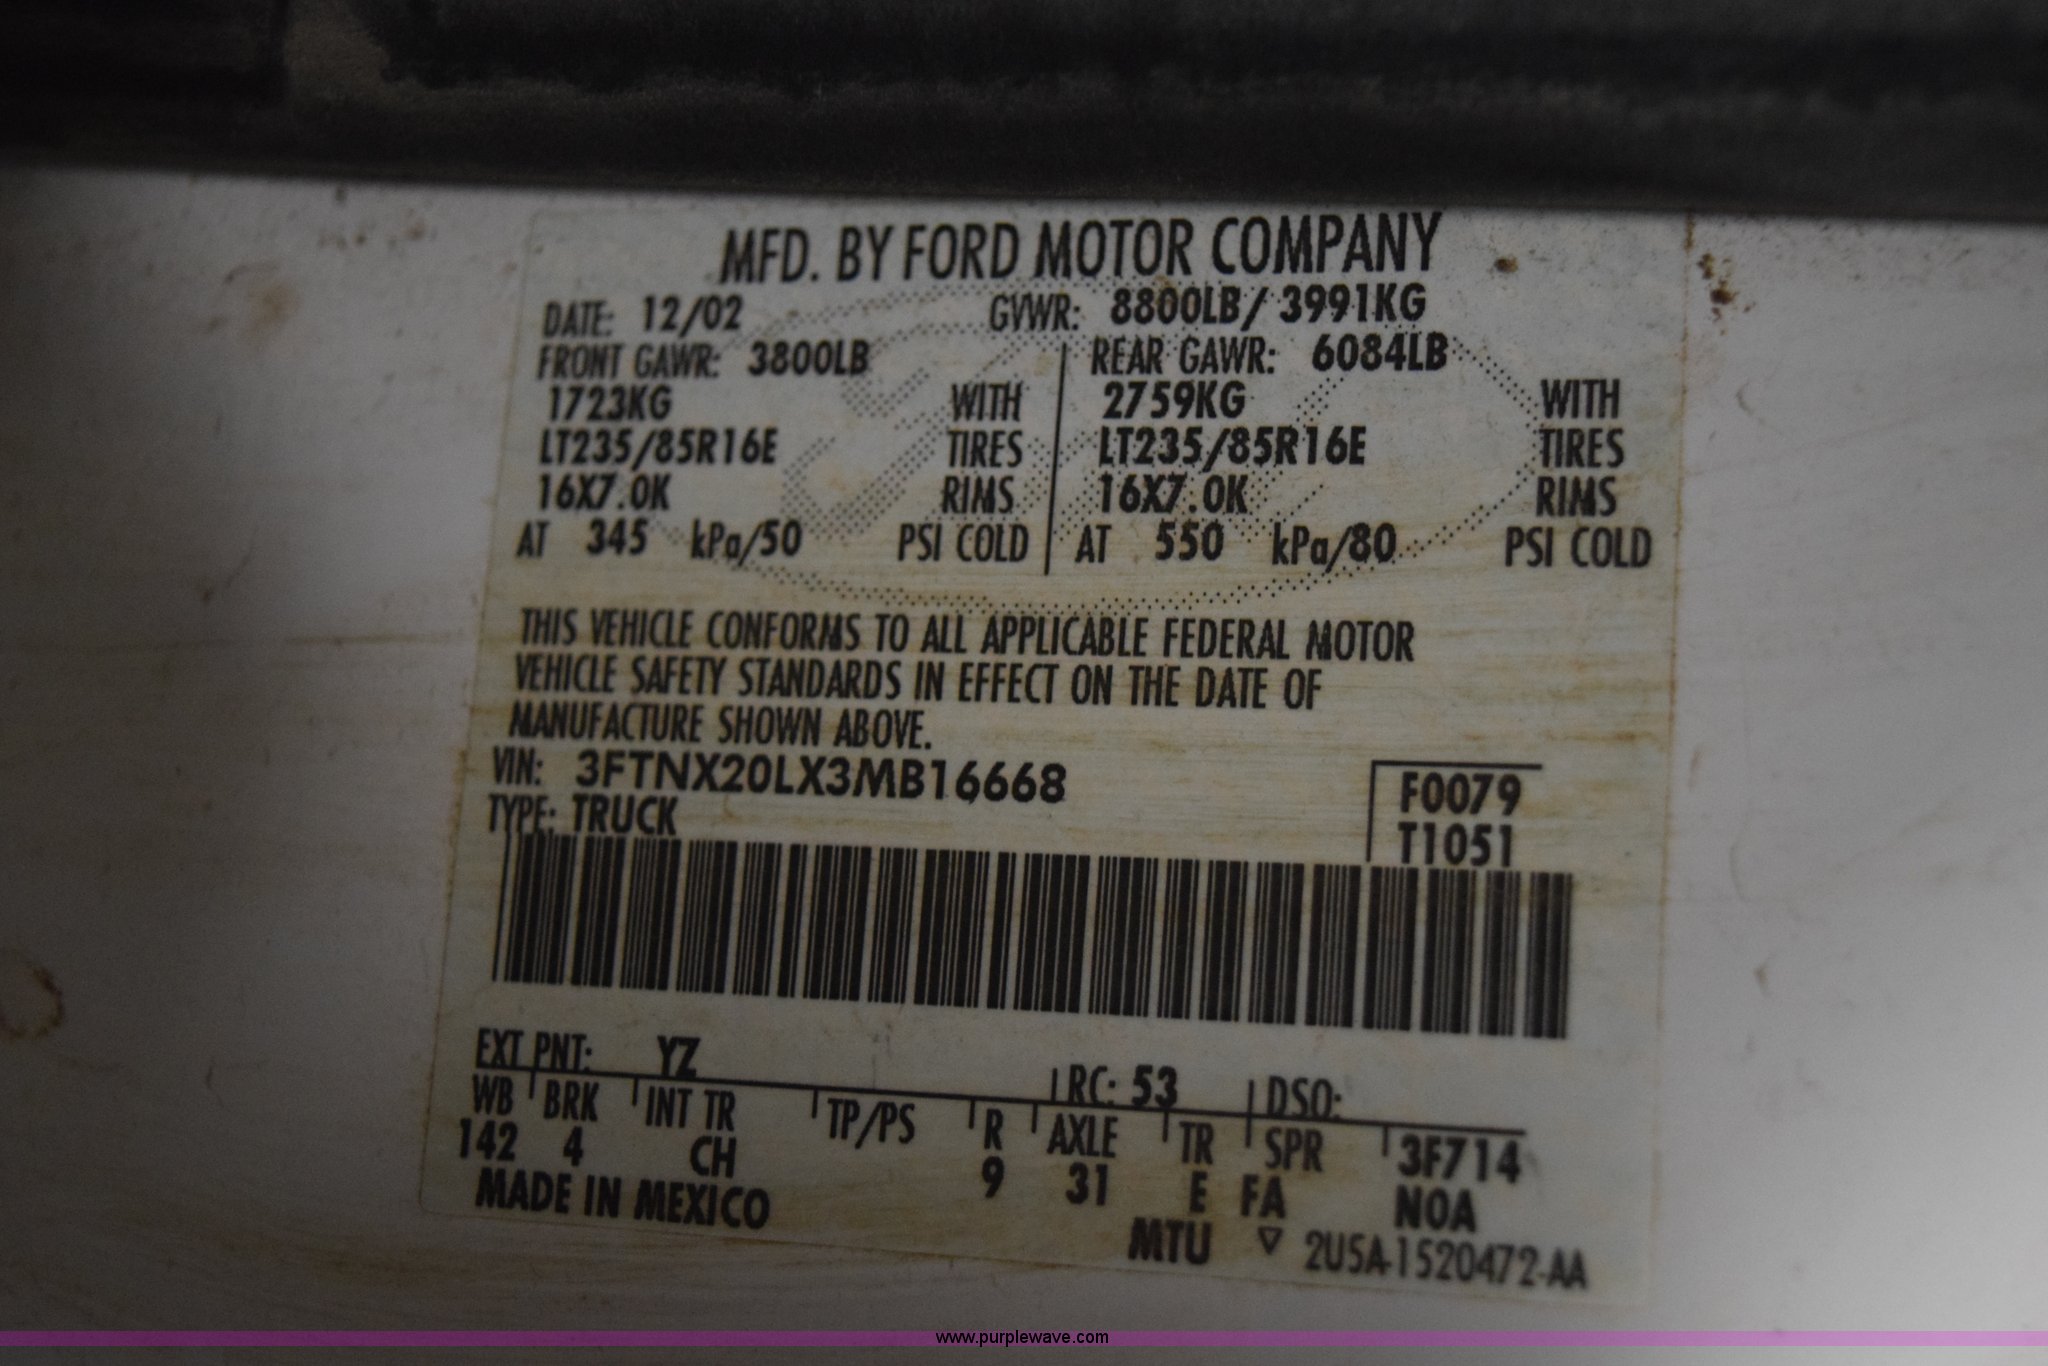 MFD. BY FORD MOTOR COMPANY
DATE: 12/02 GVWR: 8800LB/ 3991KG
FRONT GAWR: 3800LB REAR GAWR: 6084LB
1723KG WITH 2759KG WITH
LT235/85R16E TIRES LT235/85R16E TIRES
16X7.0K RIMS 16X7.0K RIMS
AT 345 kPa/50 PSI COLD AT 550 kPa/80 PSI COLD
THIS VEHICLE CONFORMS TO ALL APPLICABLE FEDERAL MOTOR
VEHICLE SAFETY STANDARDS IN EFFECT ON THE DATE OF
MANUFACTURE SHOWN ABOVE.
VIN: 3FTNX20LX3MB16668 F0079
TYPE: TRUCK T1051
EXT PNT: YZ RC: 53 DSO:
WB BRK INT TR TP/PS R AXLE TR SPR 3F714
142 4 CH 9 31 E FA NOA
MADE IN MEXICO MTU ▽ 2U5A-1520472-AA
www.purplewave.com